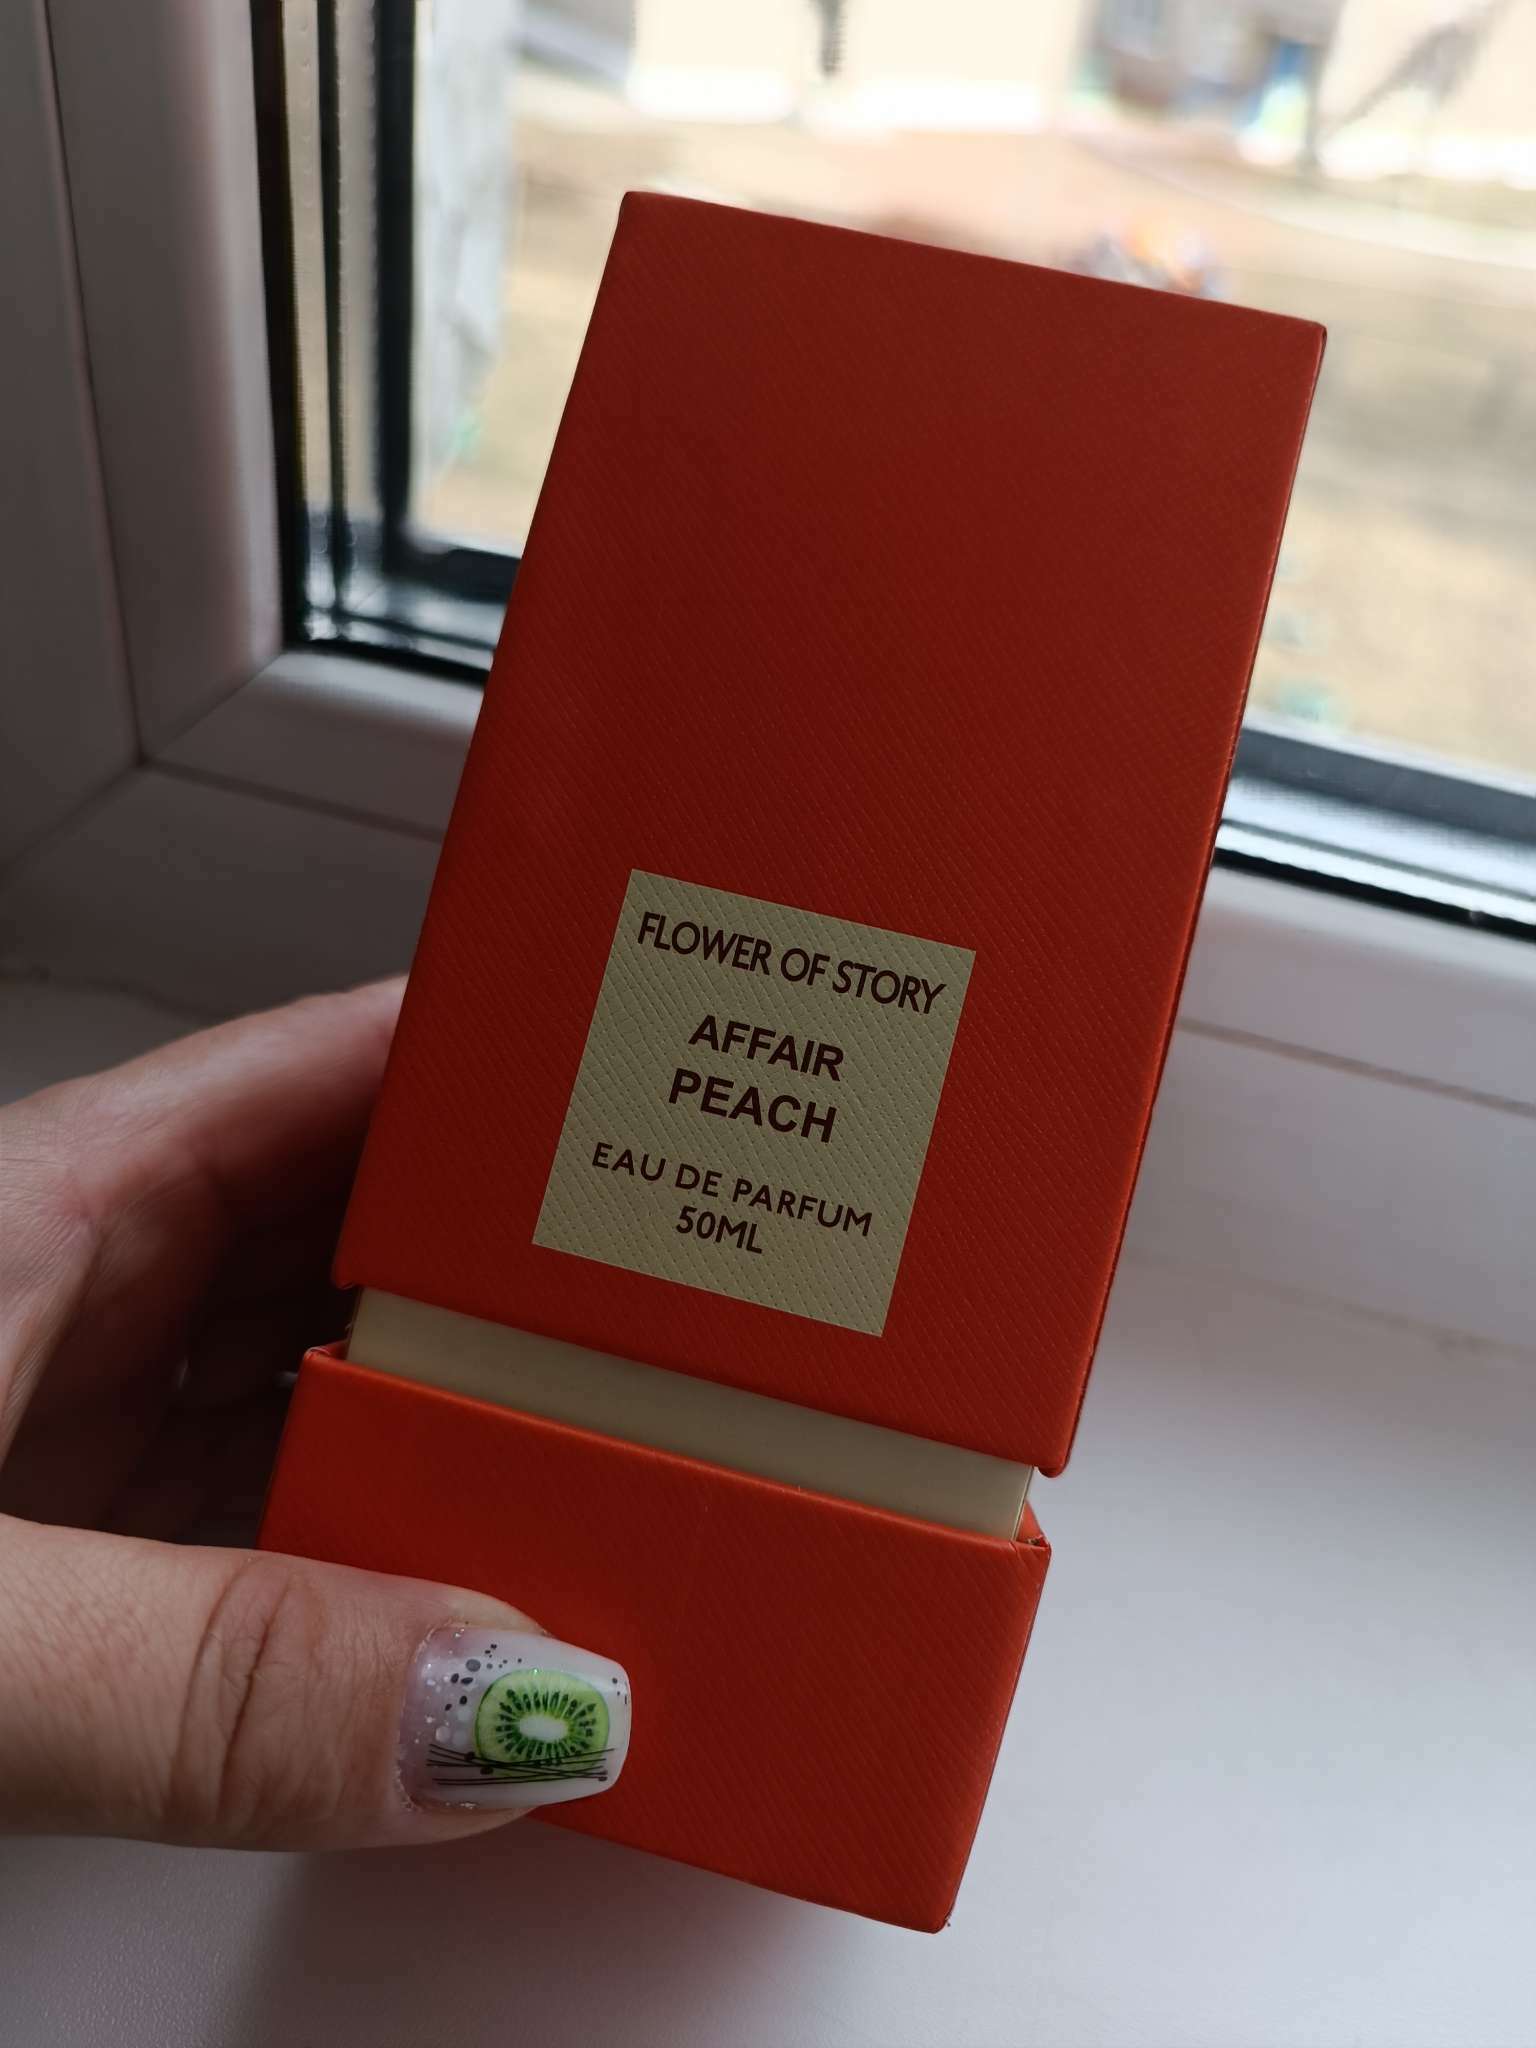 FLOWER OF STORY
AFFAIR
PEACH
EAU DE PARFUM
50ML